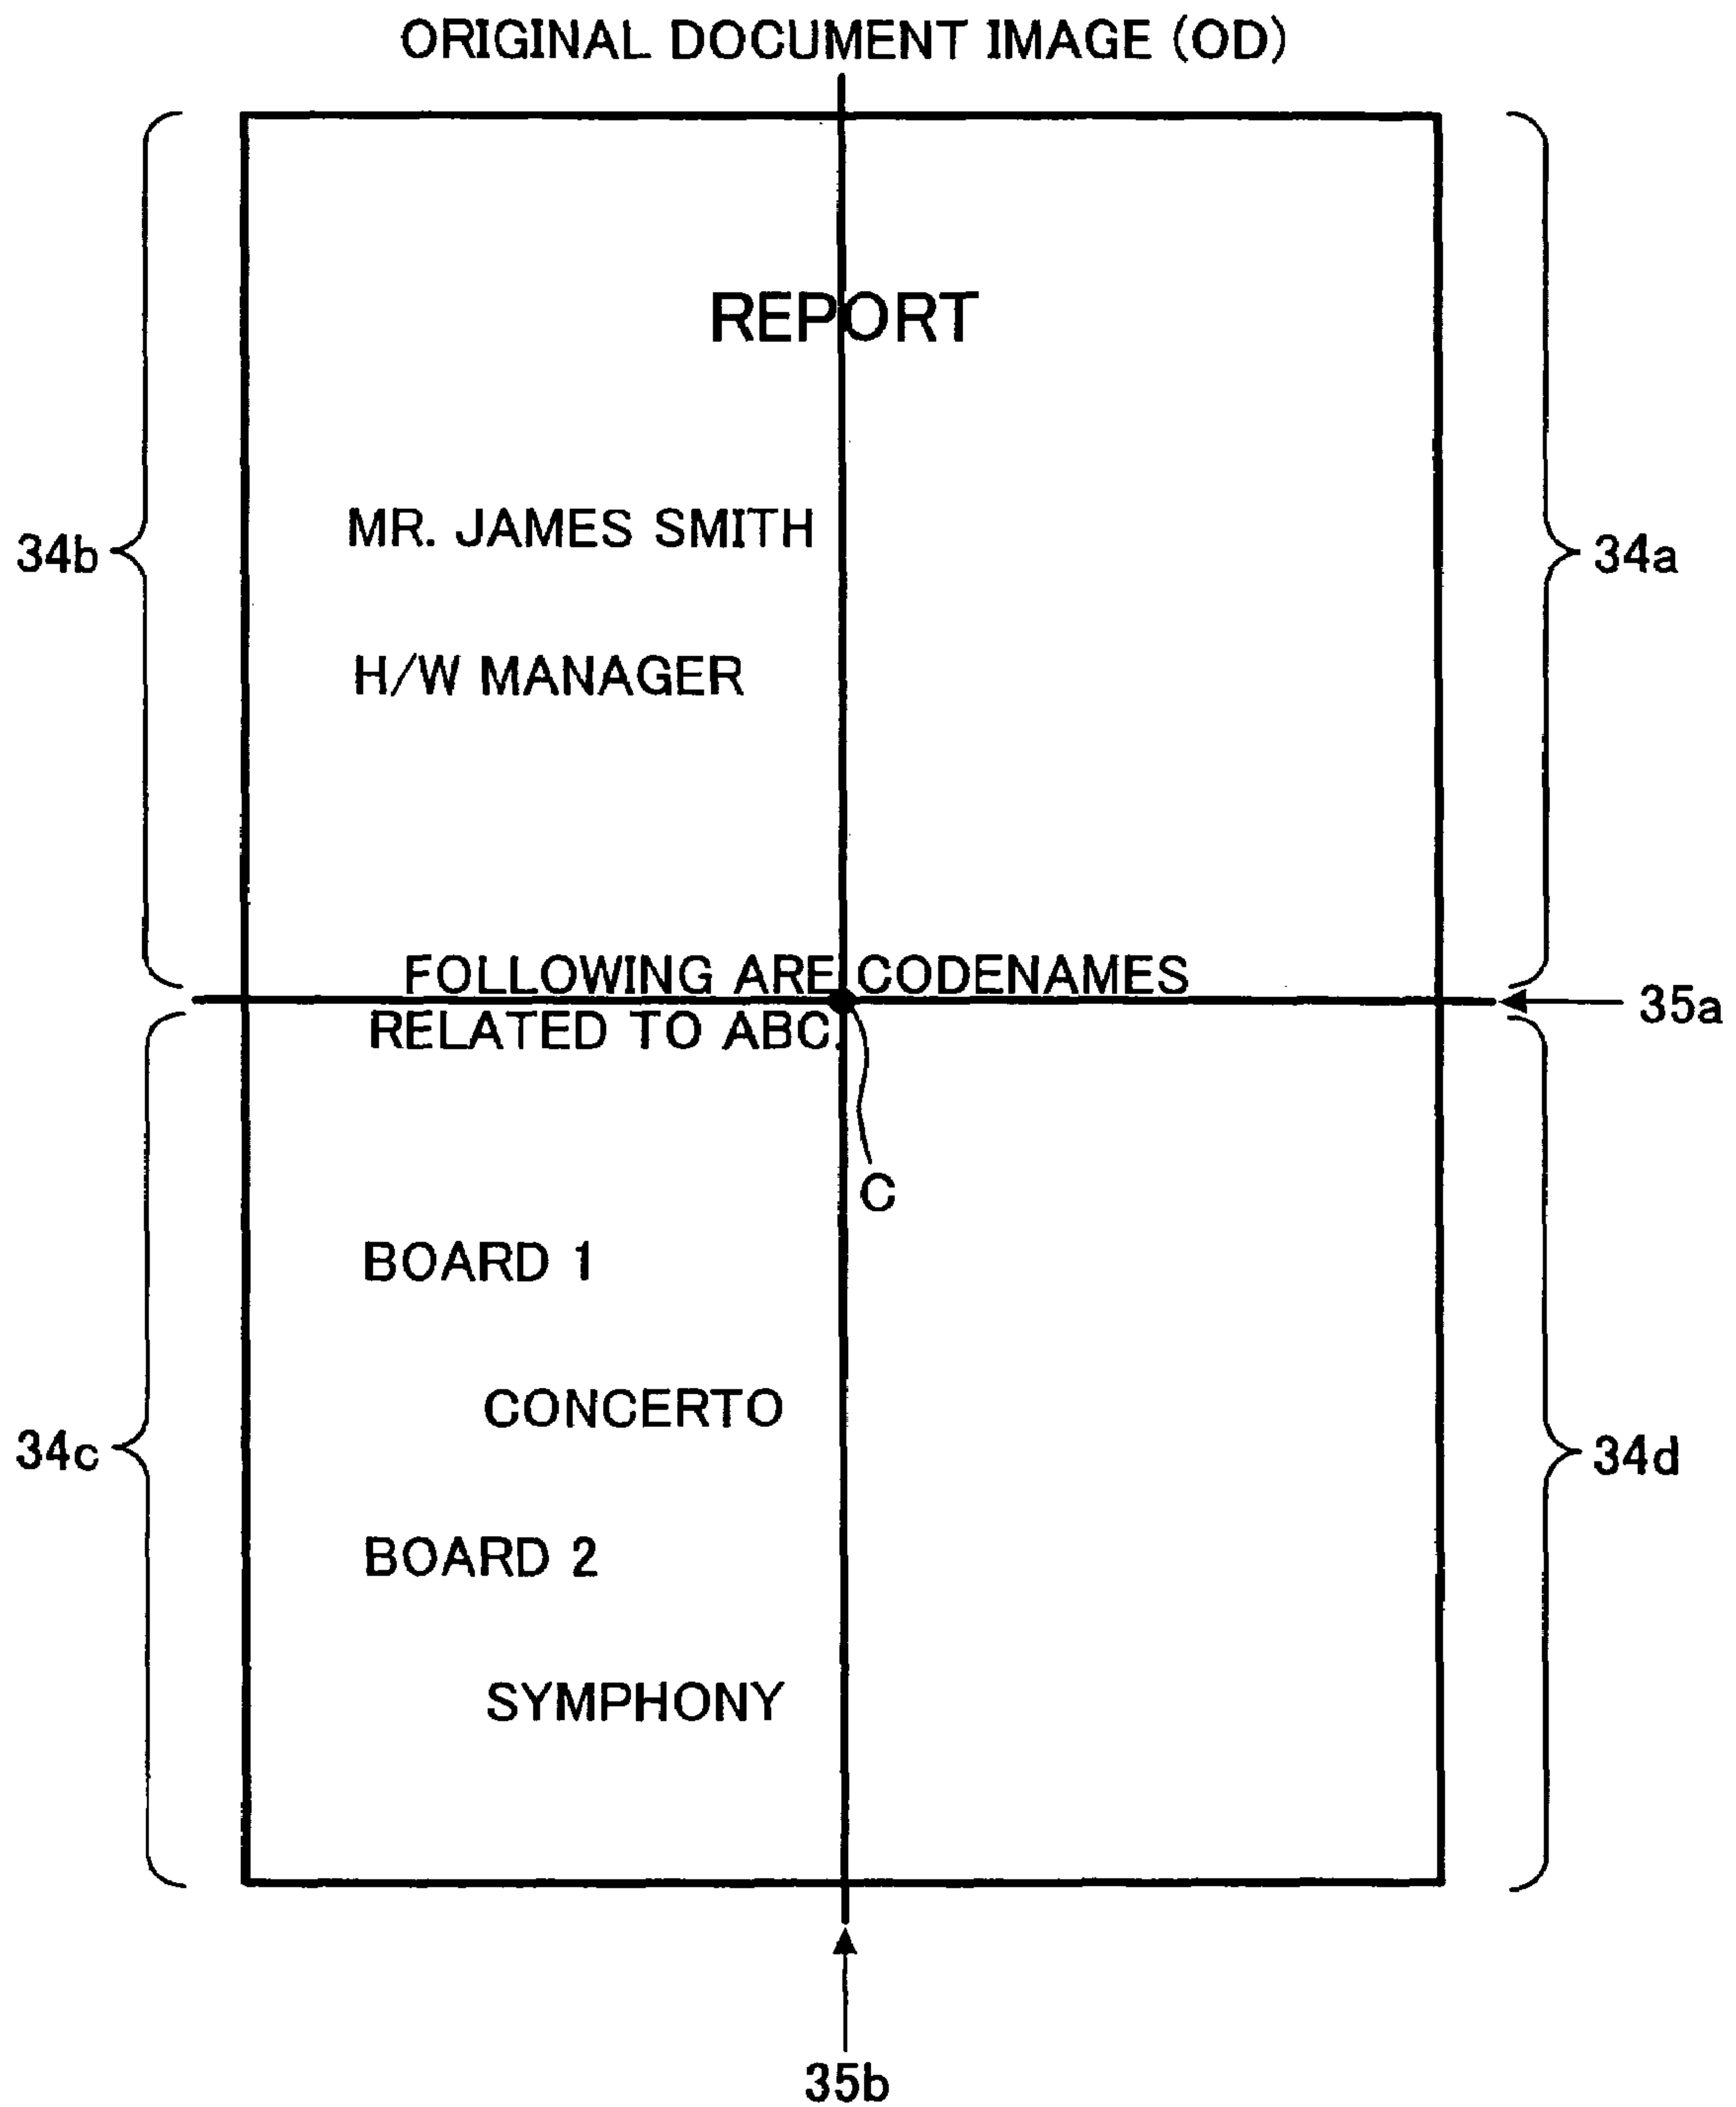 ORIGINAL DOCUMENT IMAGE (OD)
REPORT
MR. JAMES SMITH
34b
34a
H/W MANAGER
FOLLOWING ARE CODENAMES
35a
RELATED TO ABC.
C
BOARD 1
CONCERTO
34c
34d
BOARD 2
SYMPHONY
35b